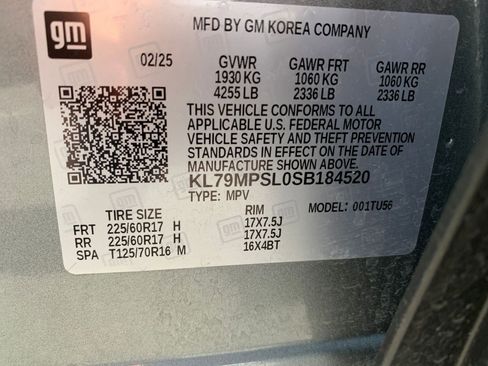 gm
MFD BY GM KOREA COMPANY
02/25 GVWR GAWR FRT GAWR RR
1930 KG 1060 KG 1060 KG
4255 LB 2336 LB 2336 LB
THIS VEHICLE CONFORMS TO ALL
APPLICABLE U.S. FEDERAL MOTOR
VEHICLE SAFETY AND THEFT PREVENTION
STANDARDS IN EFFECT ON THE DATE OF
MANUFACTURE SHOWN ABOVE.
KL79MPSL0SB184520
TYPE: MPV MODEL: 001TU56
TIRE SIZE RIM
FRT 225/60R17 H 17X7.5J
RR 225/60R17 H 17X7.5J
SPA T125/70R16 M 16X4BT